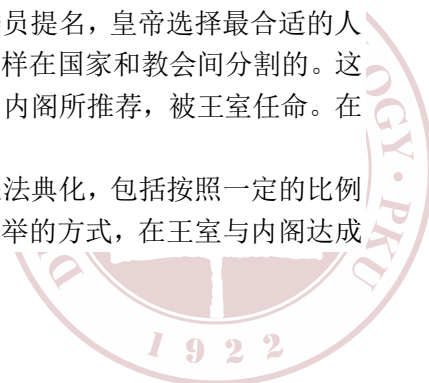 员提名，皇帝选择最合适的人
样在国家和教会间分割的。这
内阁所推荐，被王室任命。在
法典化，包括按照一定的比例
举的方式，在王室与内阁达成
OGY · PKU
1922